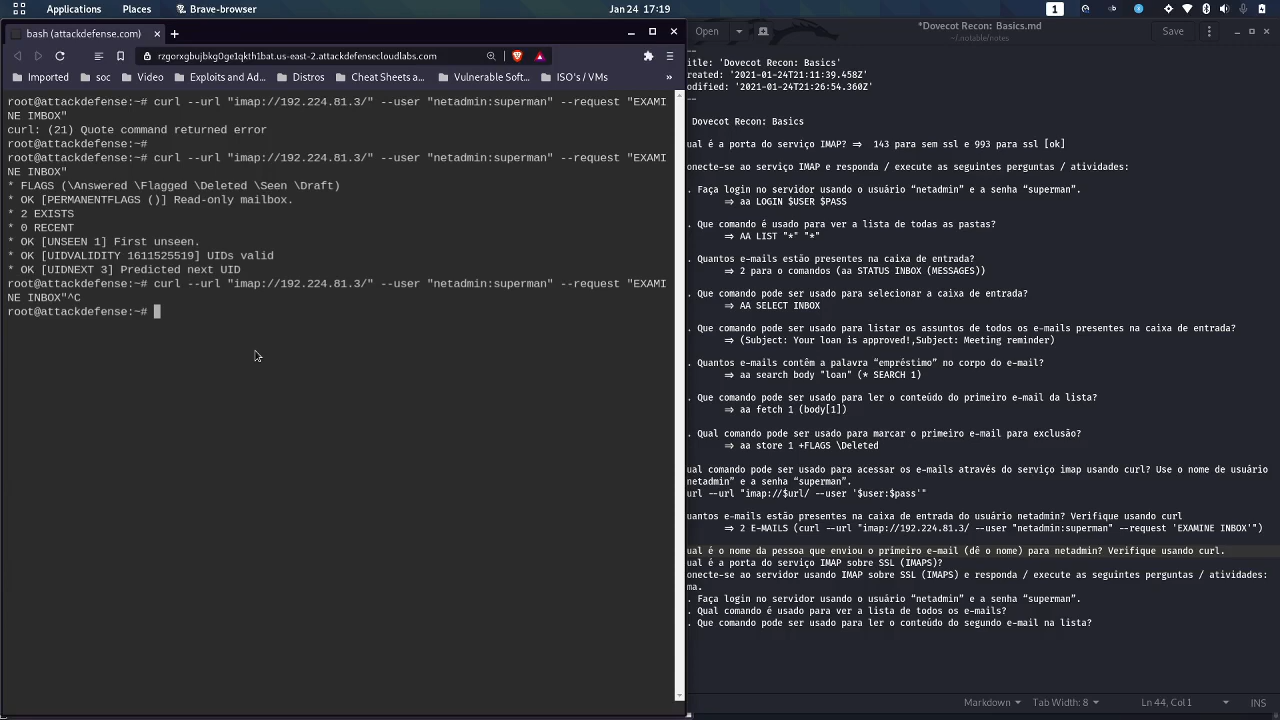 Applications
Places
Brave-browser
Jan 24 17:19
1
bash (attackdefense.com)
rzgorxgbujbkg0ge1qkth1bat.us-east-2.attackdefensecloudlabs.com
Imported
soc
Video
Exploits and Ad...
Distros
Cheat Sheets a...
Vulnerable Soft...
ISO's / VMs
»
root@attackdefense:~# curl --url "imap://192.224.81.3/" --user "netadmin:superman" --request "EXAMI
NE IMBOX"
curl: (21) Quote command returned error
root@attackdefense:~#
root@attackdefense:~# curl --url "imap://192.224.81.3/" --user "netadmin:superman" --request "EXAMI
NE INBOX"
* FLAGS (\Answered \Flagged \Deleted \Seen \Draft)
* OK [PERMANENTFLAGS ()] Read-only mailbox.
* 2 EXISTS
* 0 RECENT
* OK [UNSEEN 1] First unseen.
* OK [UIDVALIDITY 1611525519] UIDs valid
* OK [UIDNEXT 3] Predicted next UID
root@attackdefense:~# curl --url "imap://192.224.81.3/" --user "netadmin:superman" --request "EXAMI
NE INBOX"^C
root@attackdefense:~#
Open
*Dovecot Recon: Basics.md
~/.notable/notes
Save
--
itle: 'Dovecot Recon: Basics'
reated: '2021-01-24T21:11:39.458Z'
odified: '2021-01-24T21:26:54.360Z'
--
Dovecot Recon: Basics
ual é a porta do serviço IMAP? => 143 para sem ssl e 993 para ssl [ok]
onecte-se ao serviço IMAP e responda / execute as seguintes perguntas / atividades:
. Faça login no servidor usando o usuário “netadmin” e a senha “superman”.
=> aa LOGIN $USER $PASS
. Que comando é usado para ver a lista de todas as pastas?
=> AA LIST "*" "*"
. Quantos e-mails estão presentes na caixa de entrada?
=> 2 para o comandos (aa STATUS INBOX (MESSAGES))
. Que comando pode ser usado para selecionar a caixa de entrada?
=> AA SELECT INBOX
. Que comando pode ser usado para listar os assuntos de todos os e-mails presentes na caixa de entrada?
=> (Subject: Your loan is approved!,Subject: Meeting reminder)
. Quantos e-mails contêm a palavra “empréstimo” no corpo do e-mail?
=> aa search body "loan" (* SEARCH 1)
. Que comando pode ser usado para ler o conteúdo do primeiro e-mail da lista?
=> aa fetch 1 (body[1])
. Qual comando pode ser usado para marcar o primeiro e-mail para exclusão?
=> aa store 1 +FLAGS \Deleted
ual comando pode ser usado para acessar os e-mails através do serviço imap usando curl? Use o nome de usuário
netadmin” e a senha “superman”.
url --url "imap://$url/ --user '$user:$pass'"
uantos e-mails estão presentes na caixa de entrada do usuário netadmin? Verifique usando curl
=> 2 E-MAILS (curl --url "imap://192.224.81.3/ --user "netadmin:superman" --request 'EXAMINE INBOX'")
ual é o nome da pessoa que enviou o primeiro e-mail (dê o nome) para netadmin? Verifique usando curl.
ual é a porta do serviço IMAP sobre SSL (IMAPS)?
onecte-se ao servidor usando IMAP sobre SSL (IMAPS) e responda / execute as seguintes perguntas / atividades:
ma.
. Faça login no servidor usando o usuário “netadmin” e a senha “superman”.
. Qual comando é usado para ver a lista de todos os e-mails?
. Que comando pode ser usado para ler o conteúdo do segundo e-mail na lista?
Markdown
Tab Width: 8
Ln 44, Col 1
INS